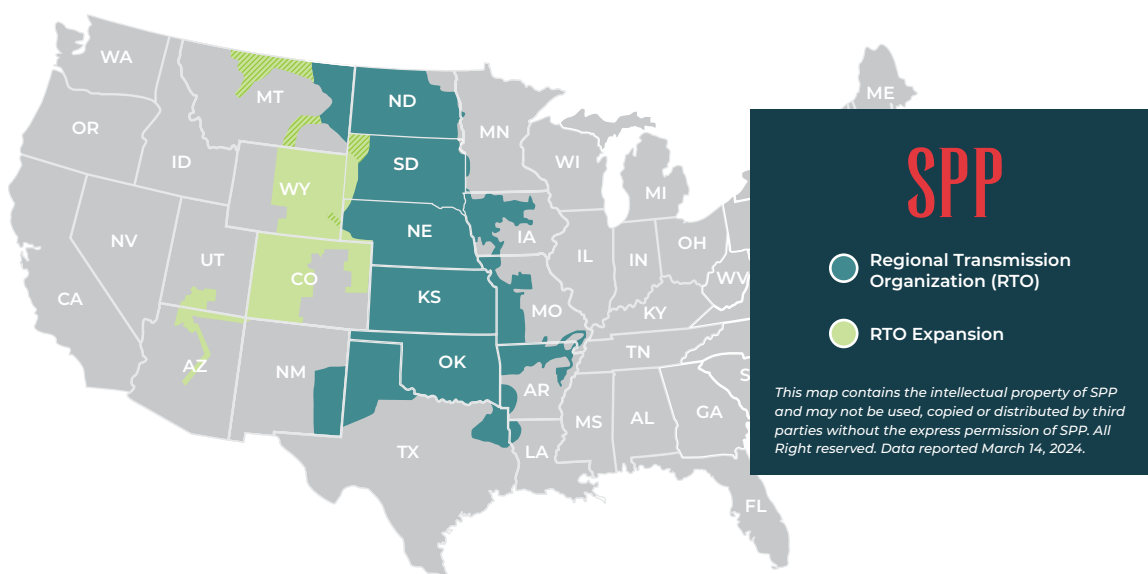 WA
OR
CA
NV
ID
MT
WY
UT
CO
AZ
NM
ND
SD
NE
KS
OK
TX
MN
IA
MO
AR
LA
WI
IL
MI
IN
OH
KY
TN
MS
AL
GA
FL
WV
S
ME
SPP
Regional Transmission
Organization (RTO)
RTO Expansion
This map contains the intellectual property of SPP
and may not be used, copied or distributed by third
parties without the express permission of SPP. All
Right reserved. Data reported March 14, 2024.